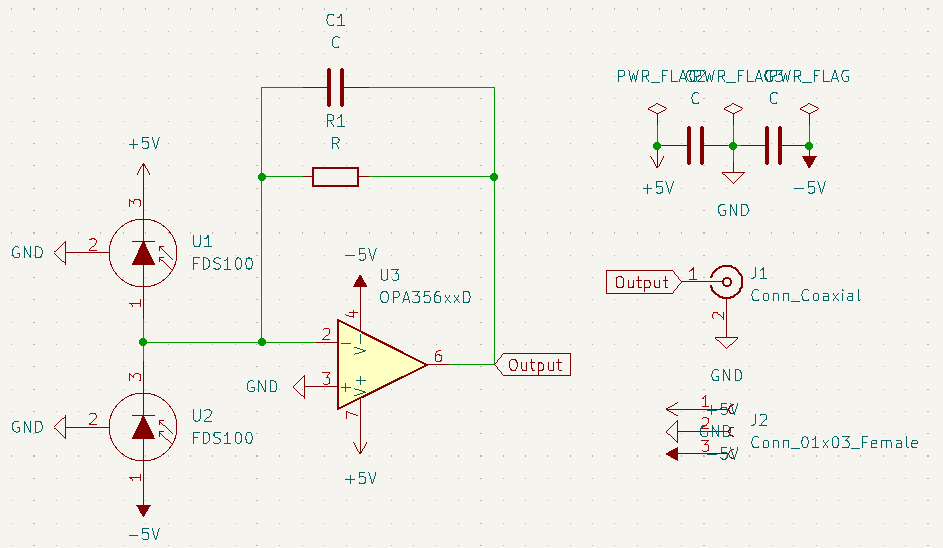 C1
C
R1
R
+5V
3
GND
2
U1
FDS100
1
3
GND
2
U2
FDS100
1
-5V
-5V
U3
OPA356xxD
4
2
-
V-
6
Output
GND
3
+
V+
7
+5V
PWR_FLAG
C2
PWR_FLAG
C3
PWR_FLAG
C
C
+5V
-5V
GND
Output
1
J1
Conn_Coaxial
2
GND
1
+5V
2
GND
3
-5V
J2
Conn_01x03_Female